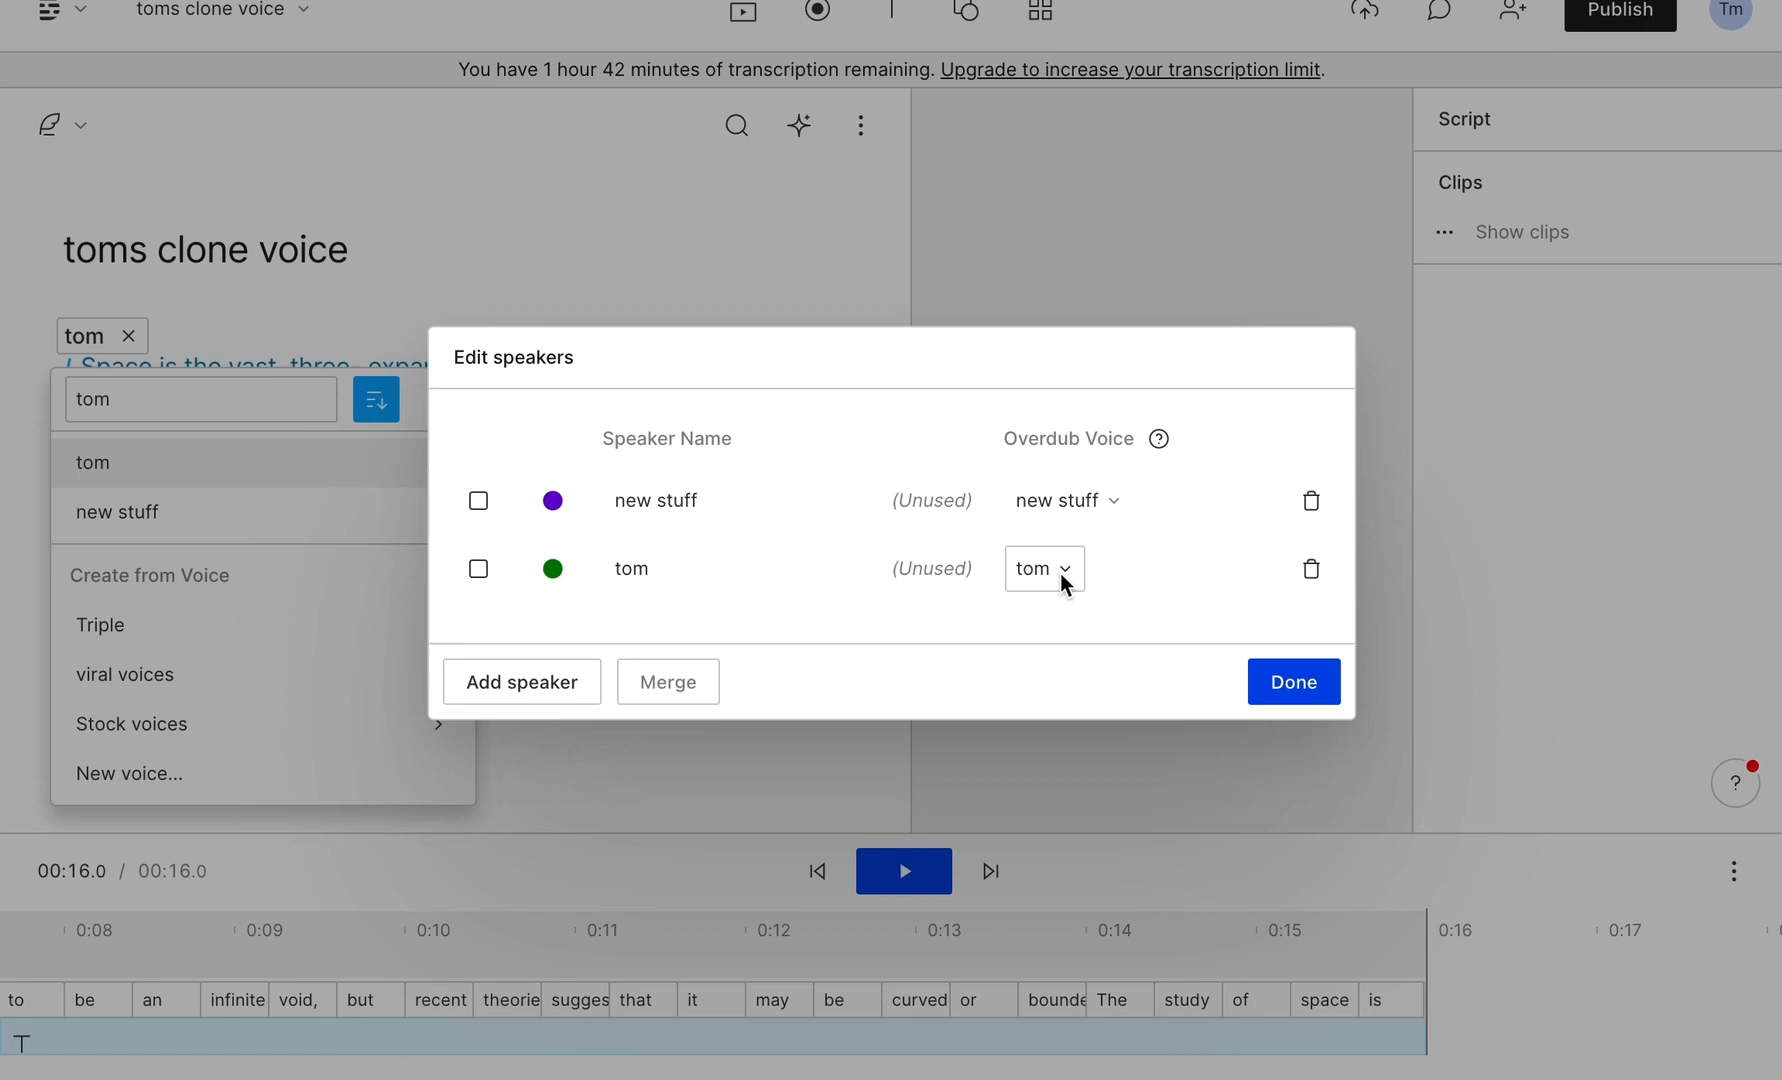 toms clone voice
Publish
Tm
You have 1 hour 42 minutes of transcription remaining. Upgrade to increase your transcription limit.
Script
Clips
Show clips
toms clone voice
tom
/ Space is the vast, three-
tom
tom
new stuff
Create from Voice
Triple
viral voices
Stock voices
New voice...
Edit speakers
Speaker Name
Overdub Voice ?
new stuff (Unused) new stuff
tom (Unused) tom
Add speaker
Merge
Done
?
00:16.0 / 00:16.0
0:08 0:09 0:10 0:11 0:12 0:13 0:14 0:15 0:16 0:17
to be an infinite void, but recent theorie sugges that it may be curved or bounde The study of space is
T